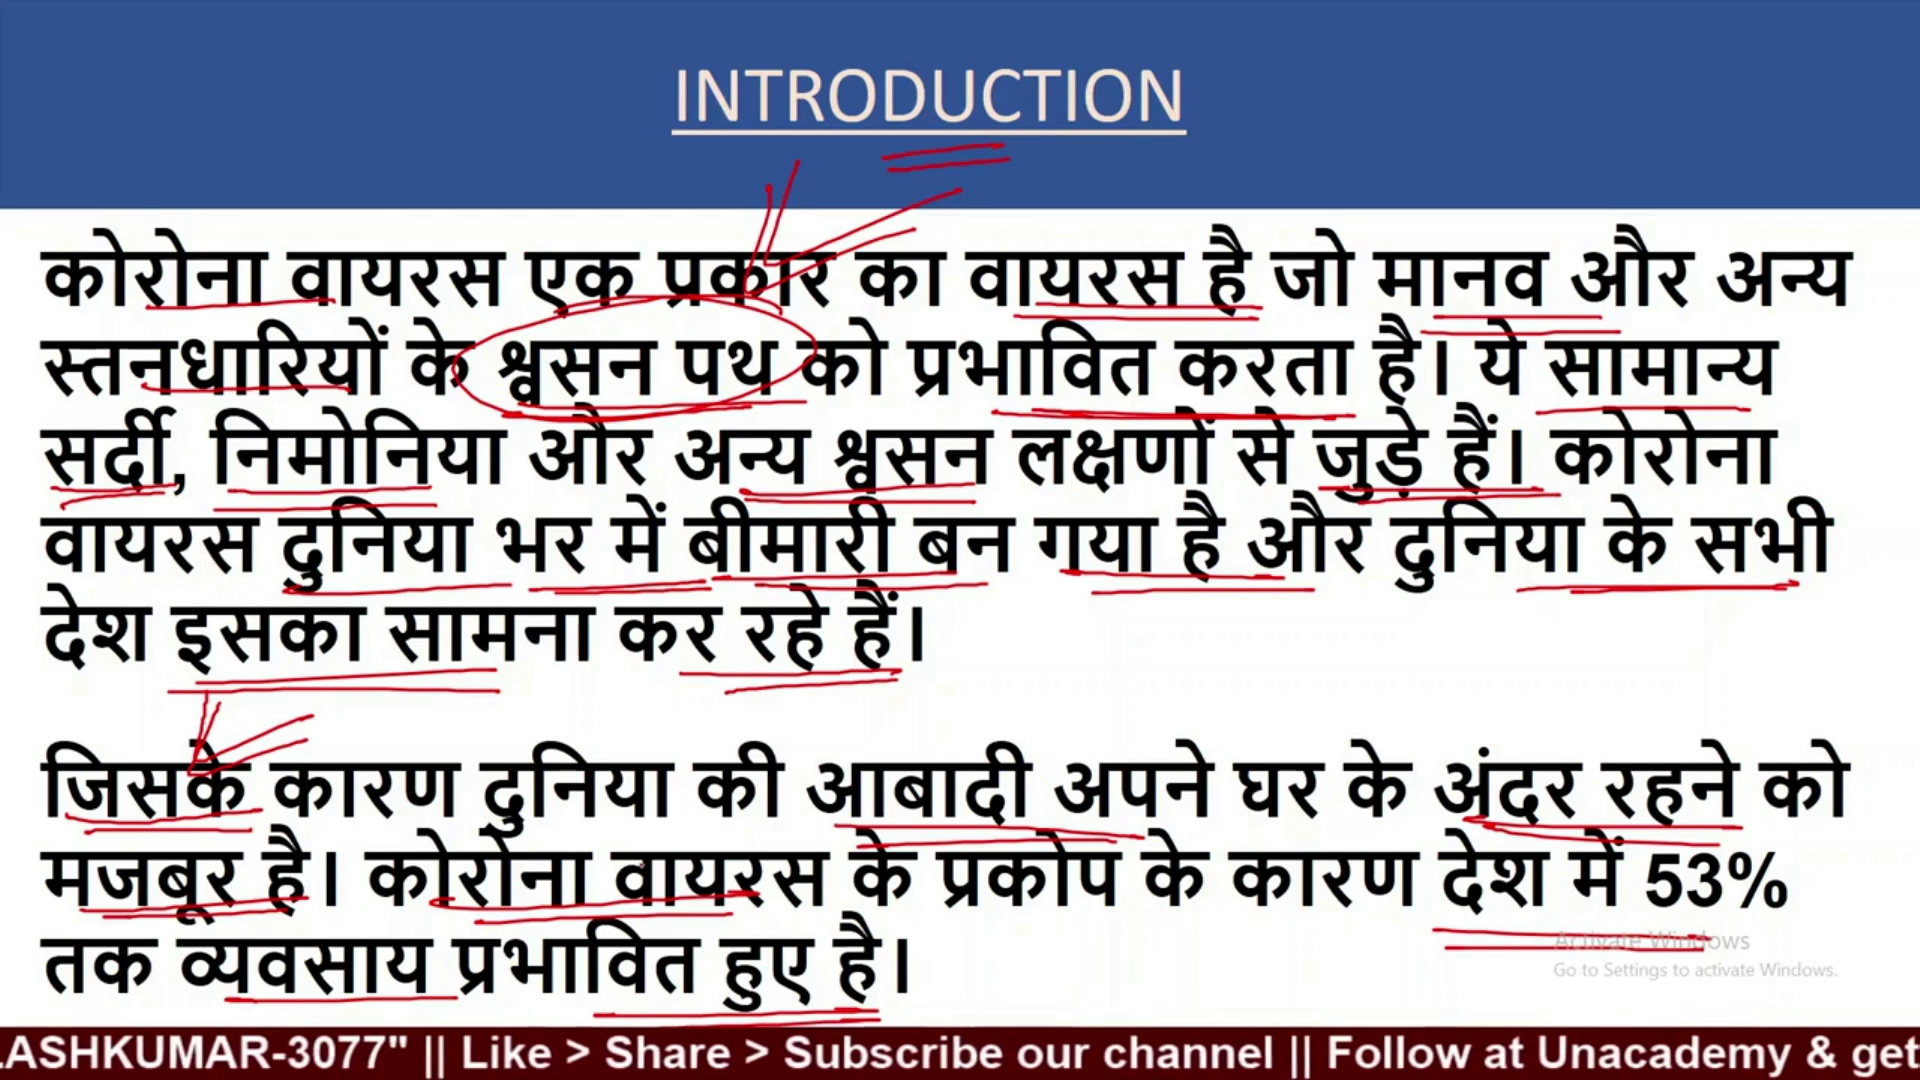 INTRODUCTION
कोरोना वायरस एक प्रकार का वायरस है जो मानव और अन्य
स्तनधारियों के श्वसन पथ को प्रभावित करता है। ये सामान्य
सर्दी, निमोनिया और अन्य श्वसन लक्षणों से जुड़े हैं। कोरोना
वायरस दुनिया भर में बीमारी बन गया है और दुनिया के सभी
देश इसका सामना कर रहे हैं।
जिसके कारण दुनिया की आबादी अपने घर के अंदर रहने को
मजबूर है। कोरोना वायरस के प्रकोप के कारण देश में 53%
तक व्यवसाय प्रभावित हुए है।
Activate Windows
Go to Settings to activate Windows.
LASHKUMAR-3077" || Like > Share > Subscribe our channel || Follow at Unacademy & get